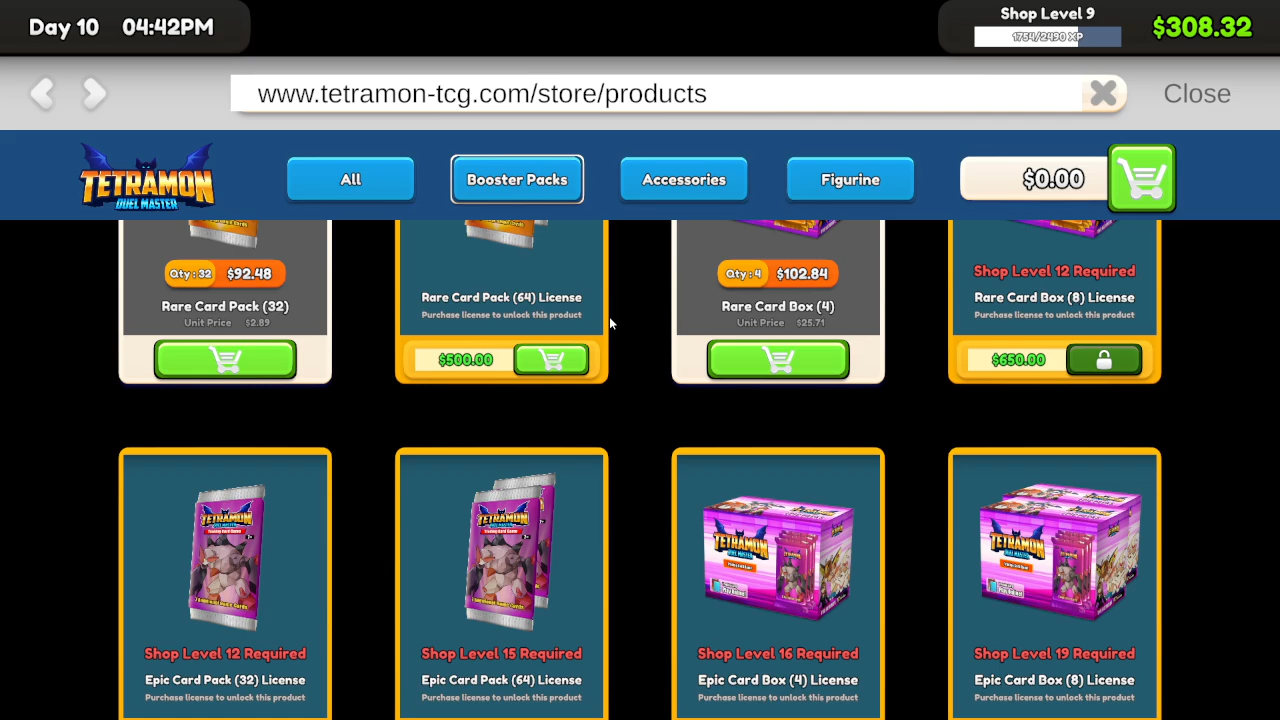 Day 10 04:42PM
Shop Level 9
1754/2490 XP
$308.32
www.tetramon-tcg.com/store/products
Close
TETRAMON
DUEL MASTER
All
Booster Packs
Accessories
Figurine
$0.00
Qty : 32 $92.48
Rare Card Pack (32)
Unit Price $2.89
Rare Card Pack (64) License
Purchase license to unlock this product
Qty : 4 $102.84
Rare Card Box (4)
Unit Price $25.71
Shop Level 12 Required
Rare Card Box (8) License
Purchase license to unlock this product
$500.00
$650.00
TETRAMON
TETRAMON
TETRAMON
TETRAMON
Shop Level 12 Required
Epic Card Pack (32) License
Purchase license to unlock this product
Shop Level 15 Required
Epic Card Pack (64) License
Purchase license to unlock this product
Shop Level 16 Required
Epic Card Box (4) License
Purchase license to unlock this product
Shop Level 19 Required
Epic Card Box (8) License
Purchase license to unlock this product